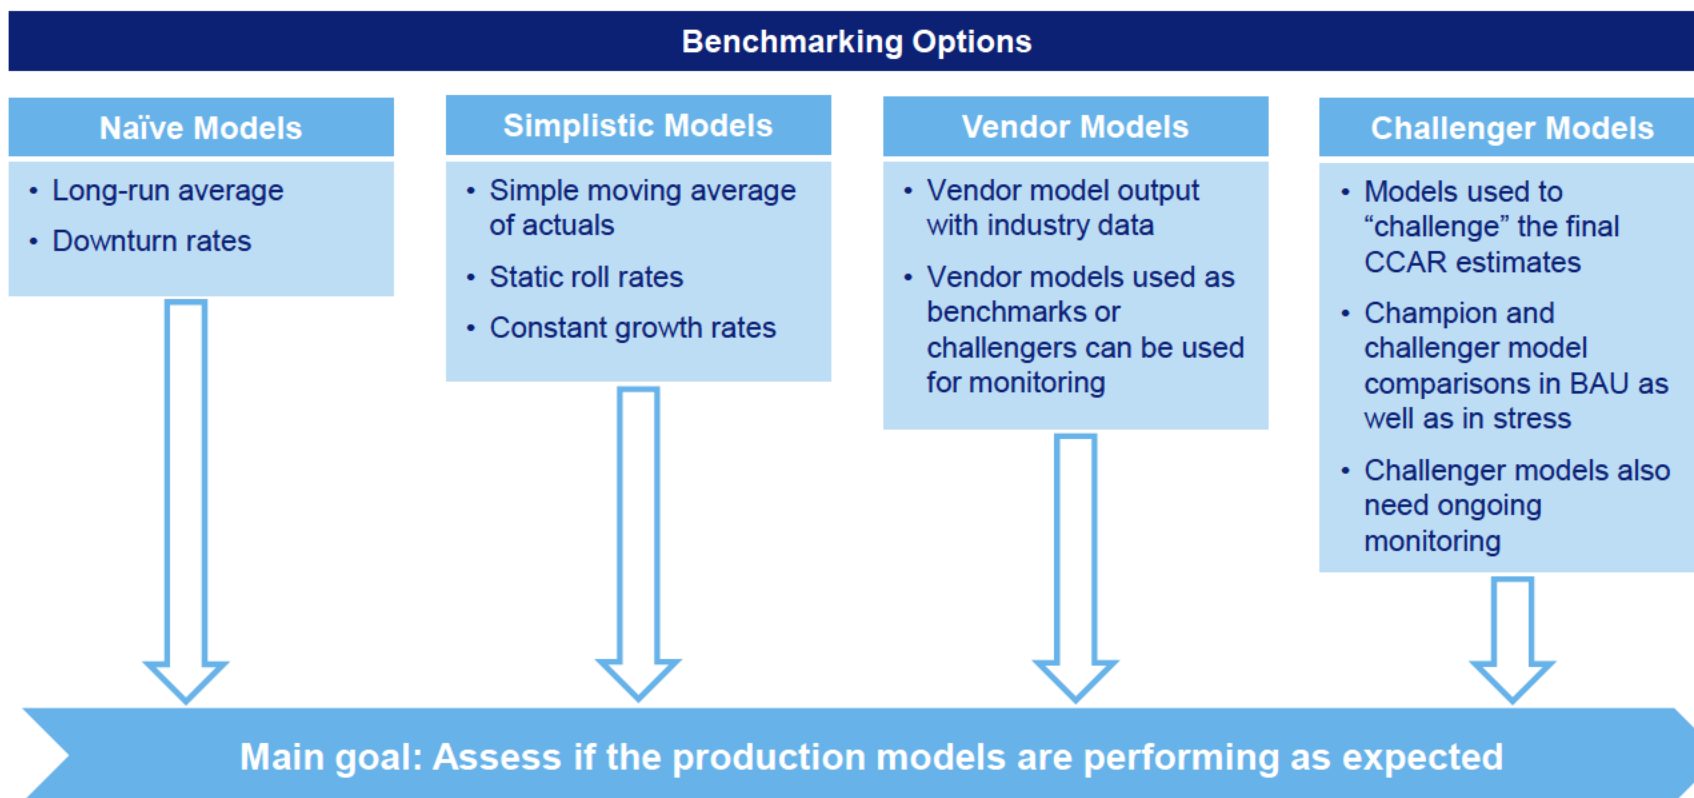 Benchmarking Options
Naïve Models
• Long-run average
• Downturn rates
Simplistic Models
• Simple moving average
of actuals
• Static roll rates
• Constant growth rates
Vendor Models
• Vendor model output
with industry data
• Vendor models used as
benchmarks or
challengers can be used
for monitoring
Challenger Models
• Models used to
“challenge” the final
CCAR estimates
• Champion and
challenger model
comparisons in BAU as
well as in stress
• Challenger models also
need ongoing
monitoring
Main goal: Assess if the production models are performing as expected